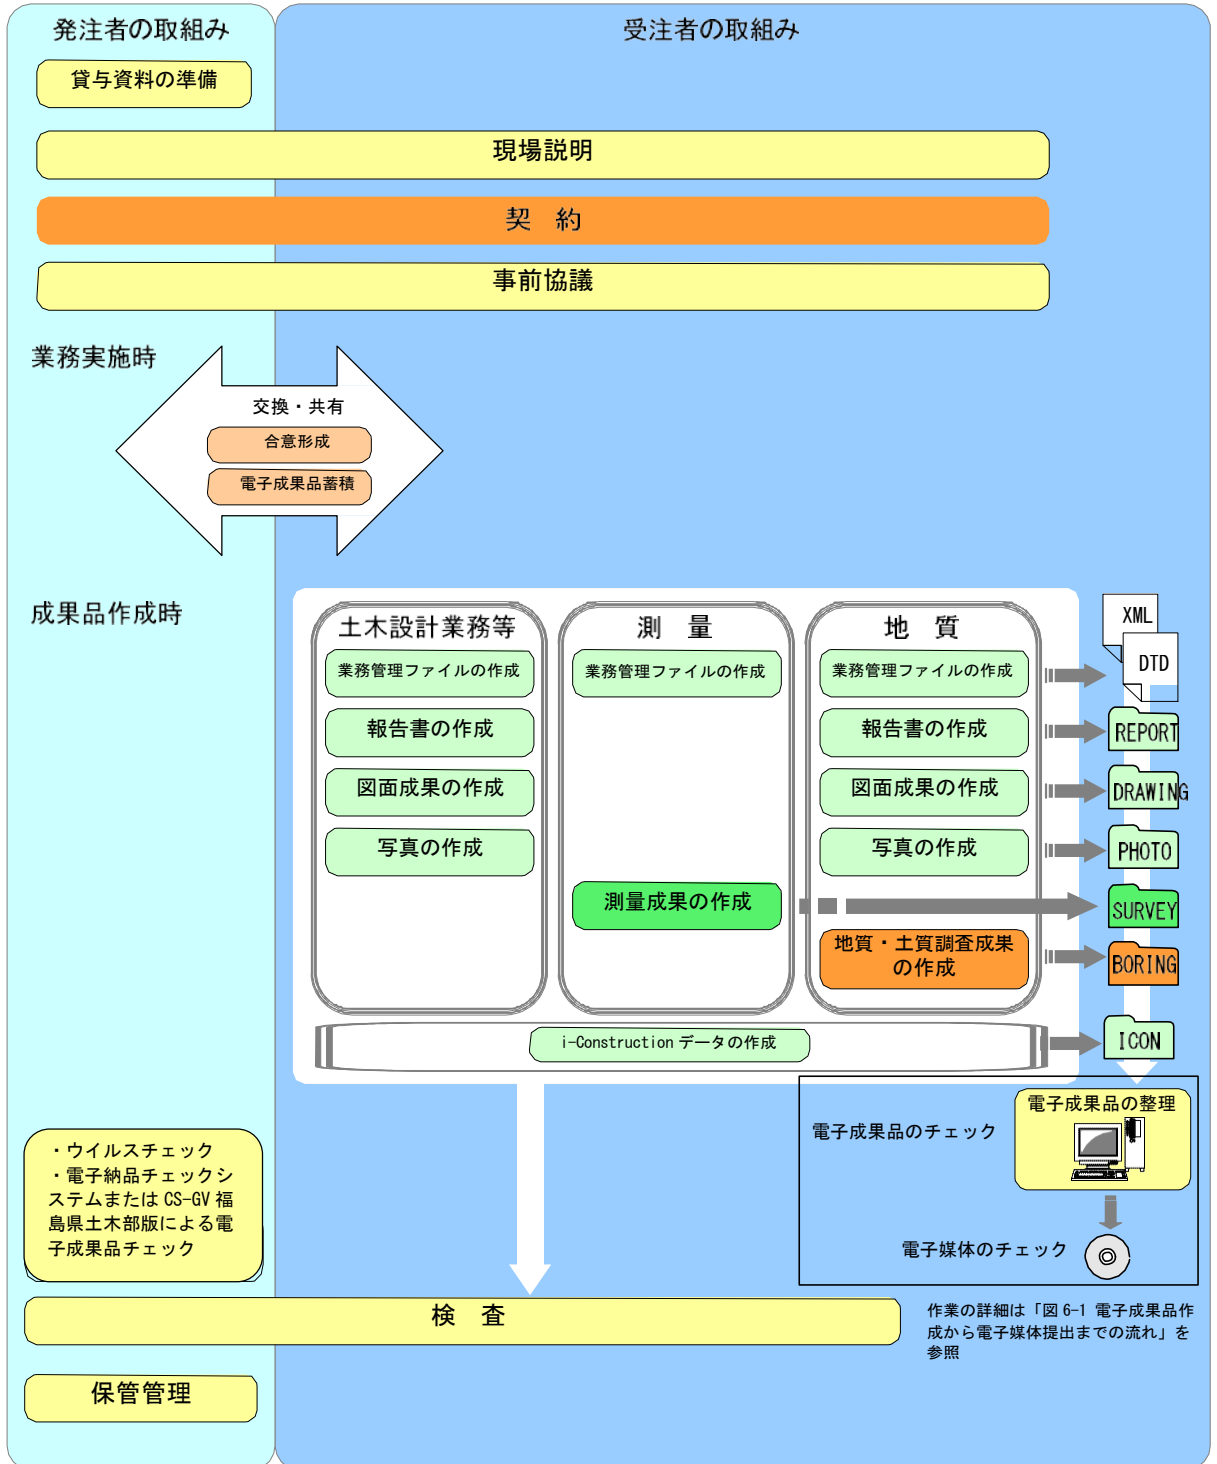 発注者の取組み
受注者の取組み
貸与資料の準備
現場説明
契　約
事前協議
業務実施時
交換・共有
合意形成
電子成果品蓄積
成果品作成時
土木設計業務等
業務管理ファイルの作成
報告書の作成
図面成果の作成
写真の作成
測　量
業務管理ファイルの作成
測量成果の作成
地　質
業務管理ファイルの作成
報告書の作成
図面成果の作成
写真の作成
地質・土質調査成果
の作成
i-Construction データの作成
XML
DTD
REPORT
DRAWING
PHOTO
SURVEY
BORING
ICON
電子成果品の整理
電子成果品のチェック
電子媒体のチェック
・ウイルスチェック
・電子納品チェックシ
ステムまたは CS-GV 福
島県土木部版による電
子成果品チェック
検　査
作業の詳細は「図 6-1 電子成果品作
成から電子媒体提出までの流れ」を
参照
保管管理